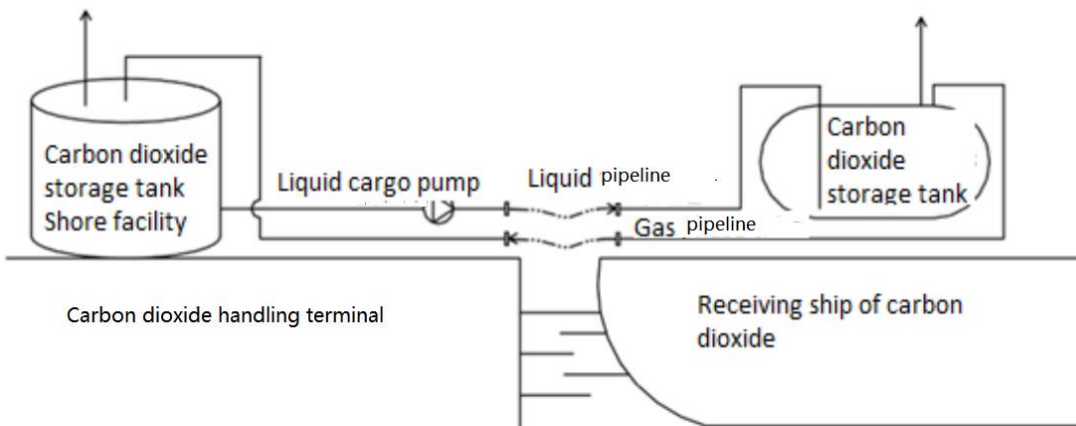 Carbon dioxide
storage tank
Shore facility
Liquid cargo pump
Liquid pipeline
Carbon
dioxide
storage tank
Gas pipeline
Carbon dioxide handling terminal
Receiving ship of carbon
dioxide